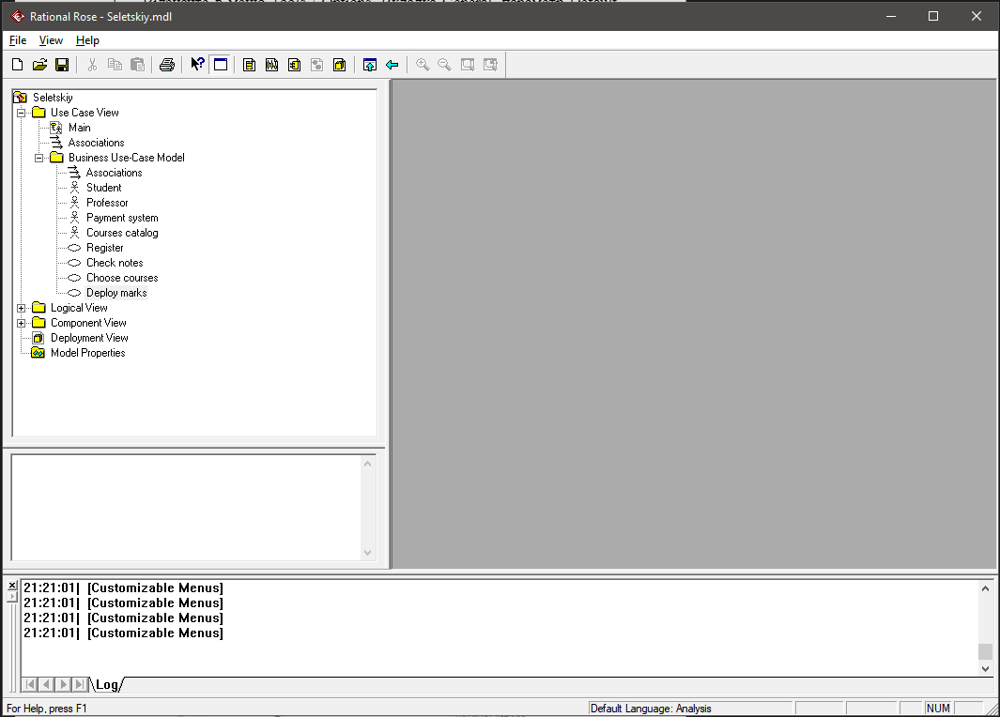 Rational Rose - Seletskiy.mdl
File View Help
Seletskiy
Use Case View
Main
Associations
Business Use-Case Model
Associations
Student
Professor
Payment system
Courses catalog
Register
Check notes
Choose courses
Deploy marks
Logical View
Component View
Deployment View
Model Properties
21:21:01| [Customizable Menus]
21:21:01| [Customizable Menus]
21:21:01| [Customizable Menus]
21:21:01| [Customizable Menus]
Log
For Help, press F1
Default Language: Analysis
NUM